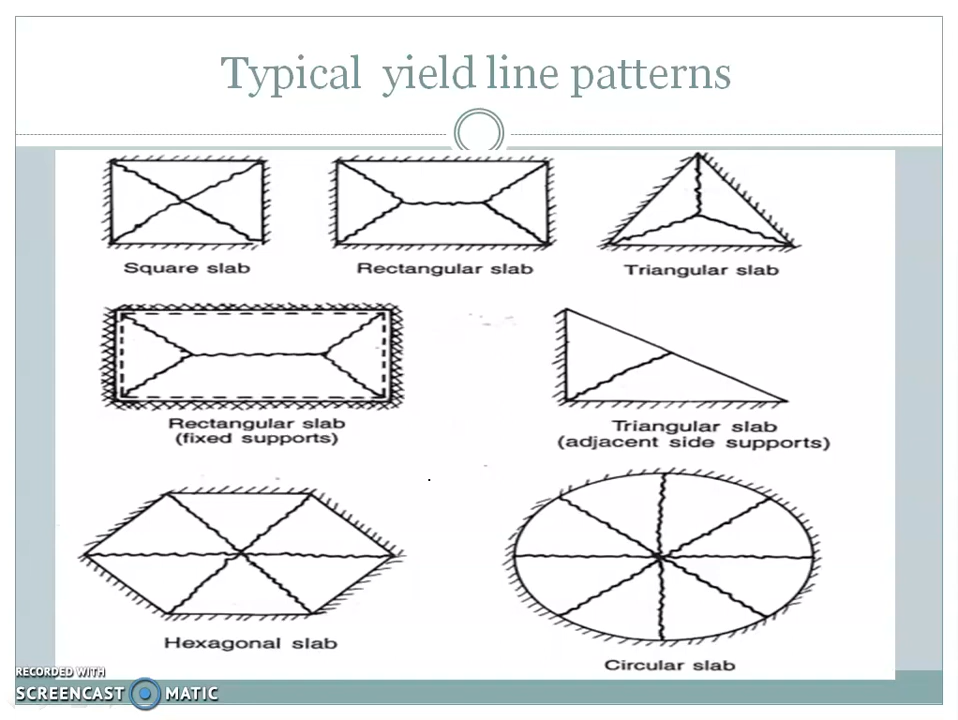 Typical yield line patterns
Square slab
Rectangular slab
Triangular slab
Rectangular slab
(fixed supports)
Triangular slab
(adjacent side supports)
Hexagonal slab
Circular slab
RECORDED WITH
SCREENCAST MATIC